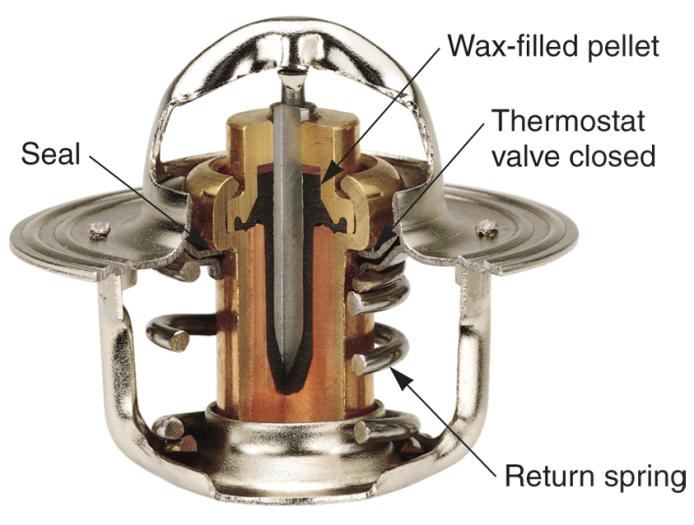 Wax-filled pellet
Thermostat
valve closed
Seal
Return spring